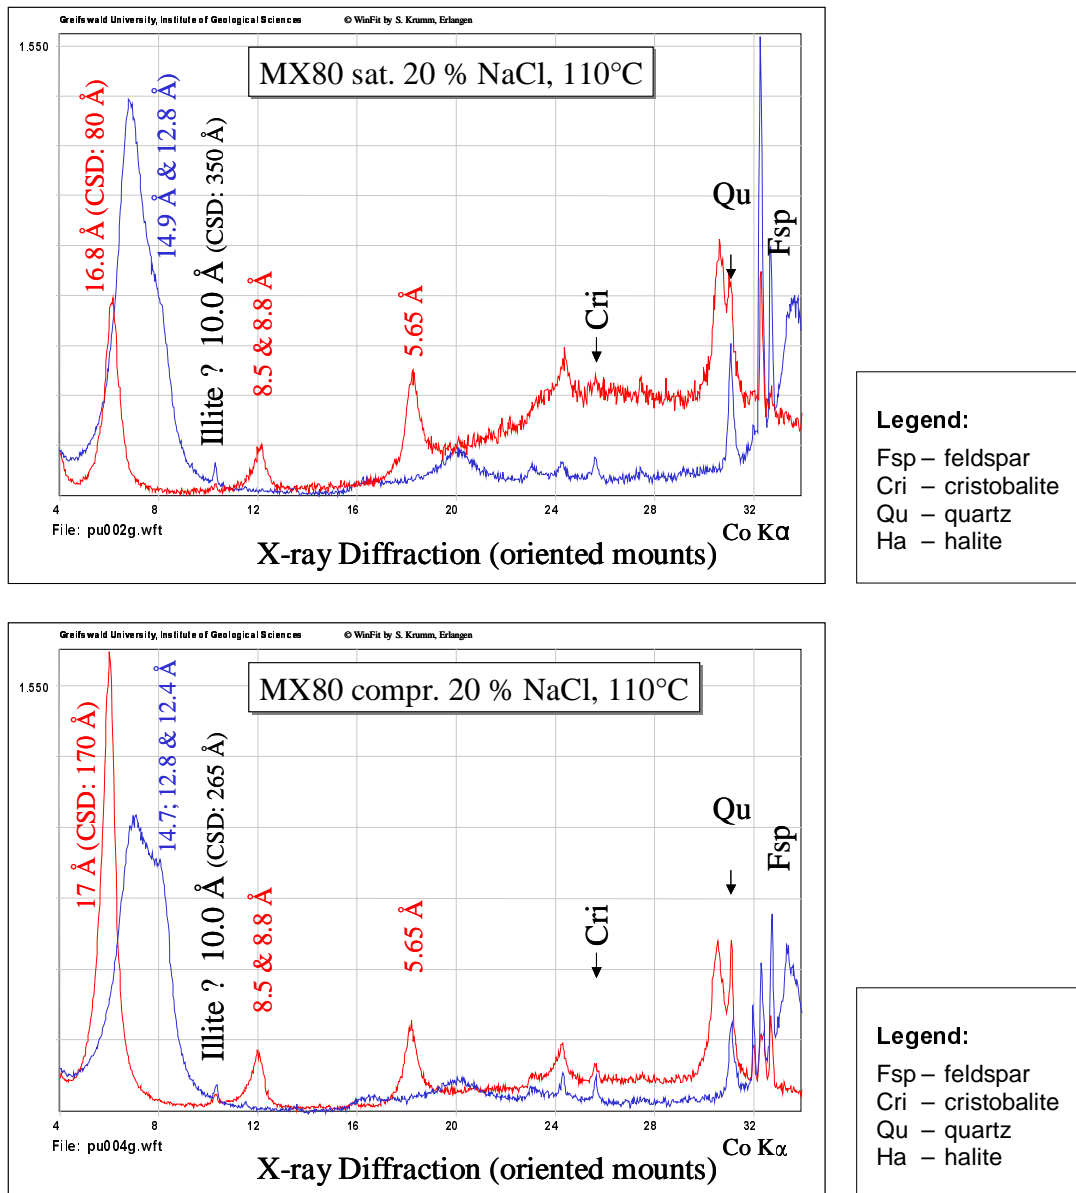 Greifswald University, Institute of Geological Sciences © WinFit by S. Krumm, Erlangen
1.550
MX80 sat. 20 % NaCl, 110°C
16.8 Å (CSD: 80 Å)
14.9 Å & 12.8 Å
Illite ? 10.0 Å (CSD: 350 Å)
8.5 & 8.8 Å
5.65 Å
Cri
Qu
Fsp
4 8 12 16 20 24 28 32
File: pu002g.wft
Co Kα
X-ray Diffraction (oriented mounts)
Legend:
Fsp – feldspar
Cri – cristobalite
Qu – quartz
Ha – halite
Greifswald University, Institute of Geological Sciences © WinFit by S. Krumm, Erlangen
1.550
MX80 compr. 20 % NaCl, 110°C
17 Å (CSD: 170 Å)
14.7; 12.8 & 12.4 Å
Illite ? 10.0 Å (CSD: 265 Å)
8.5 & 8.8 Å
5.65 Å
Cri
Qu
Fsp
4 8 12 16 20 24 28 32
File: pu004g.wft
Co Kα
X-ray Diffraction (oriented mounts)
Legend:
Fsp – feldspar
Cri – cristobalite
Qu – quartz
Ha – halite